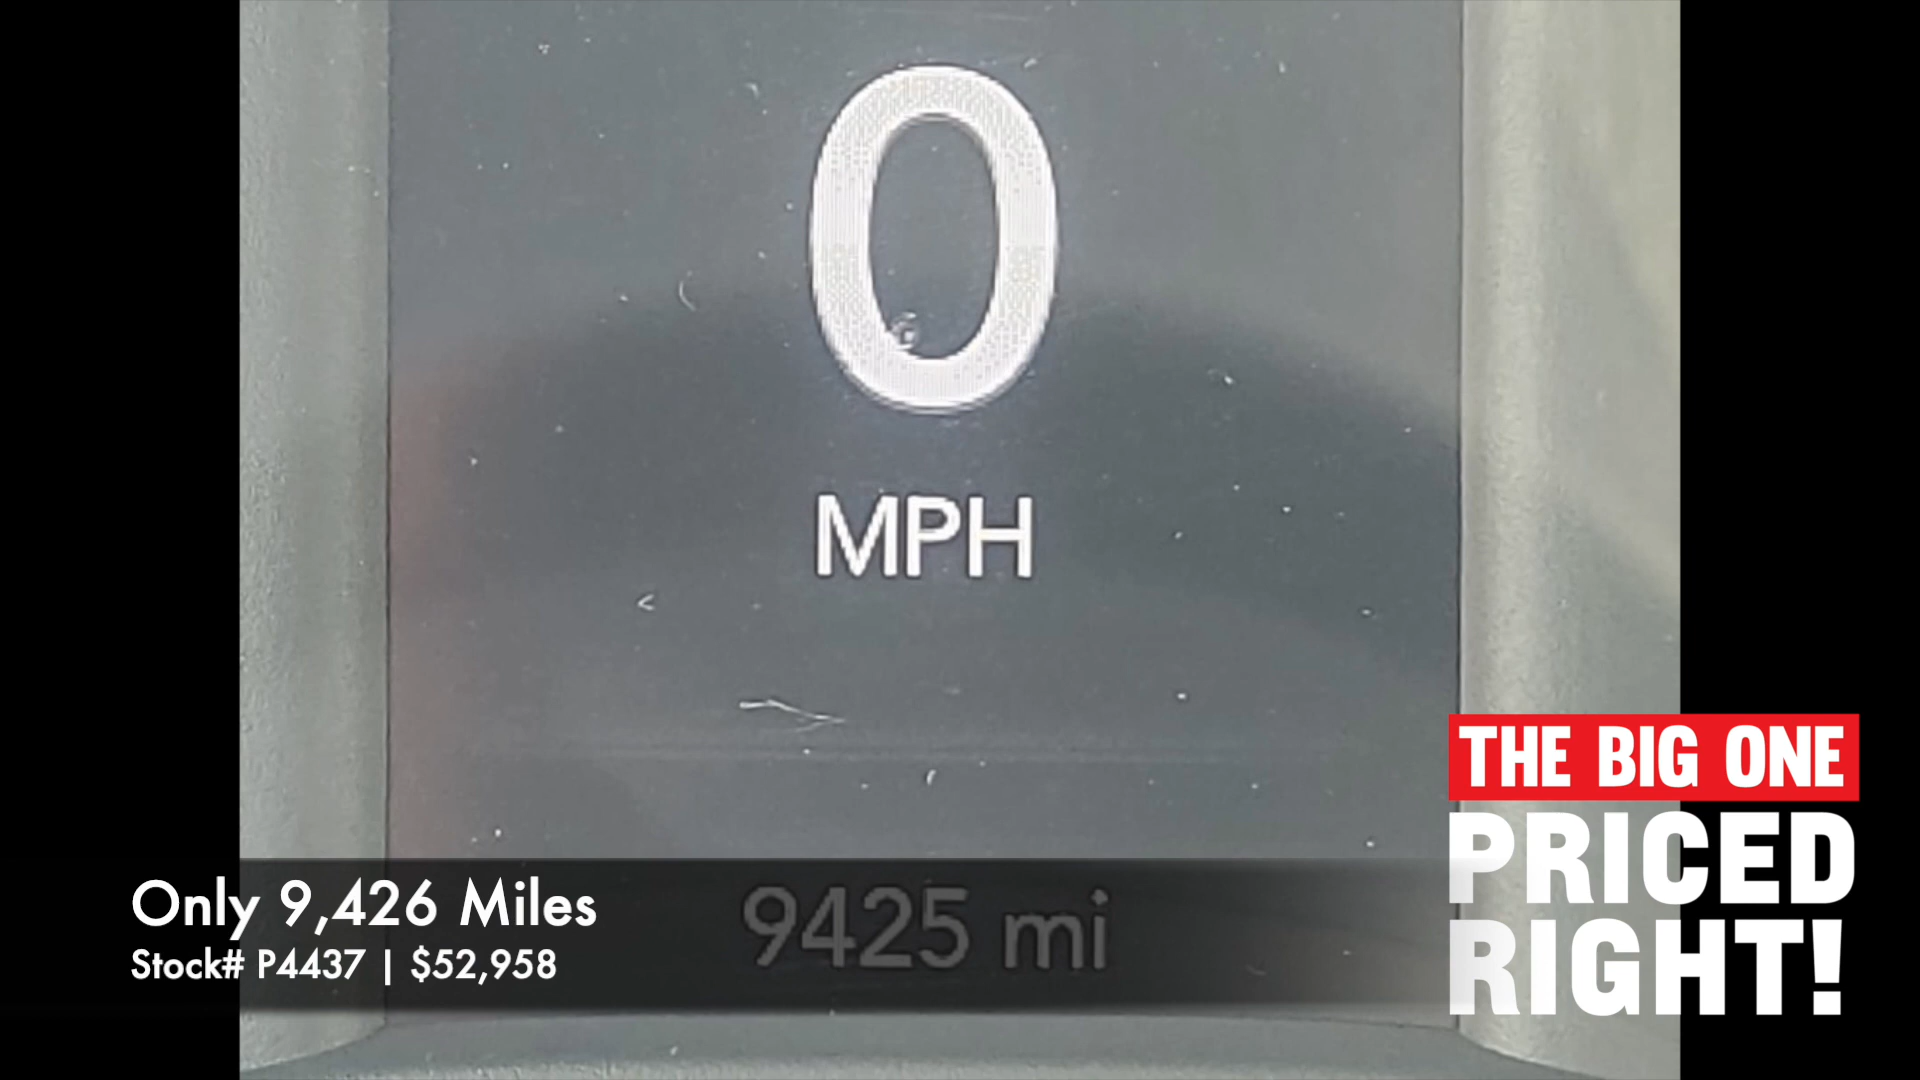 0
MPH
9425 mi
Only 9,426 Miles
Stock# P4437 | $52,958
THE BIG ONE
PRICED
RIGHT!